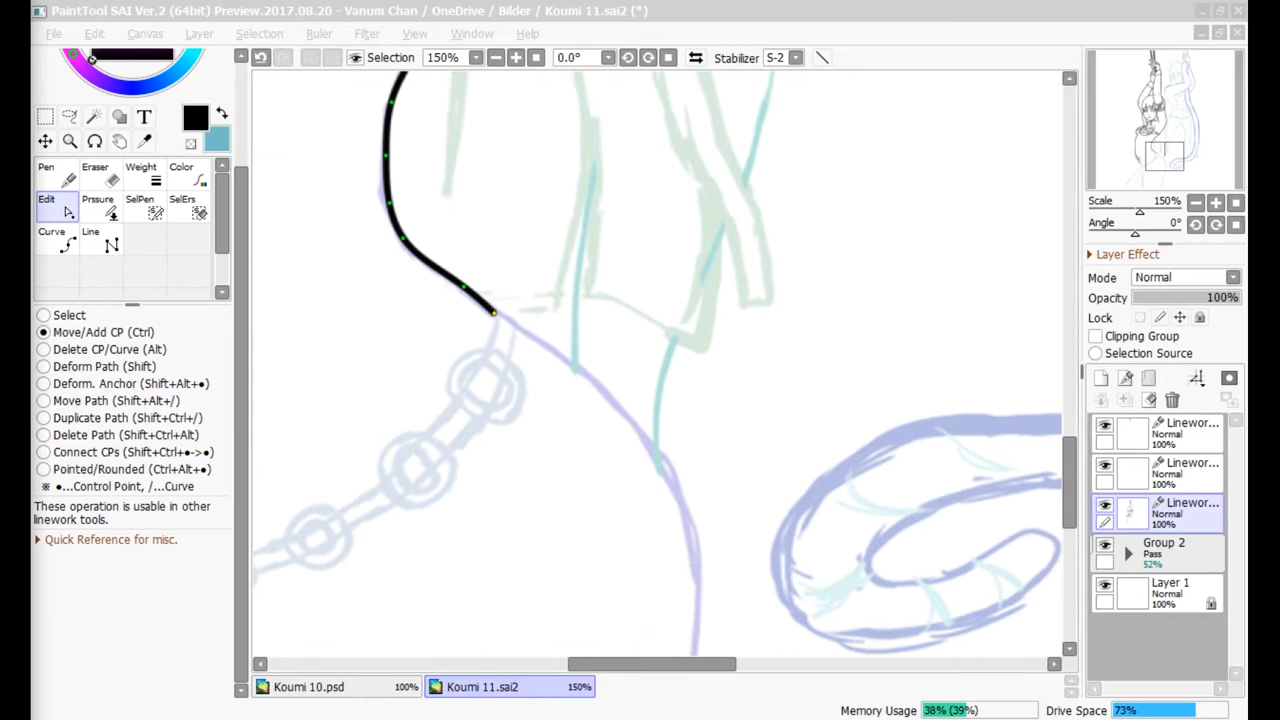 PaintTool SAI Ver.2 (64bit) Preview.2017.08.20 - Vanum Chan / OneDrive / Bilder / Koumi 11.sai2 (*)
File Edit Canvas Layer Selection Ruler Filter View Window Help
Selection 150% 0.0° Stabilizer S-2
T
Pen Eraser Weight Color
Edit Prssure SelPen SelErs
Curve Line
Select
Move/Add CP (Ctrl)
Delete CP/Curve (Alt)
Deform Path (Shift)
Deform. Anchor (Shift+Alt+●)
Move Path (Shift+Alt+/)
Duplicate Path (Shift+Ctrl+/)
Delete Path (Shift+Ctrl+Alt)
Connect CPs (Shift+Ctrl+●->●)
Pointed/Rounded (Ctrl+Alt+●)
※ ●...Control Point, /...Curve
These operation is usable in other
linework tools.
Quick Reference for misc.
Scale 150%
Angle 0°
Layer Effect
Mode Normal
Opacity 100%
Lock
Clipping Group
Selection Source
Linewor...
Normal
100%
Linewor...
Normal
100%
Linewor...
Normal
100%
Group 2
Pass
52%
Layer 1
Normal
100%
Koumi 10.psd 100% Koumi 11.sai2 150%
Memory Usage 38% (39%) Drive Space 73%